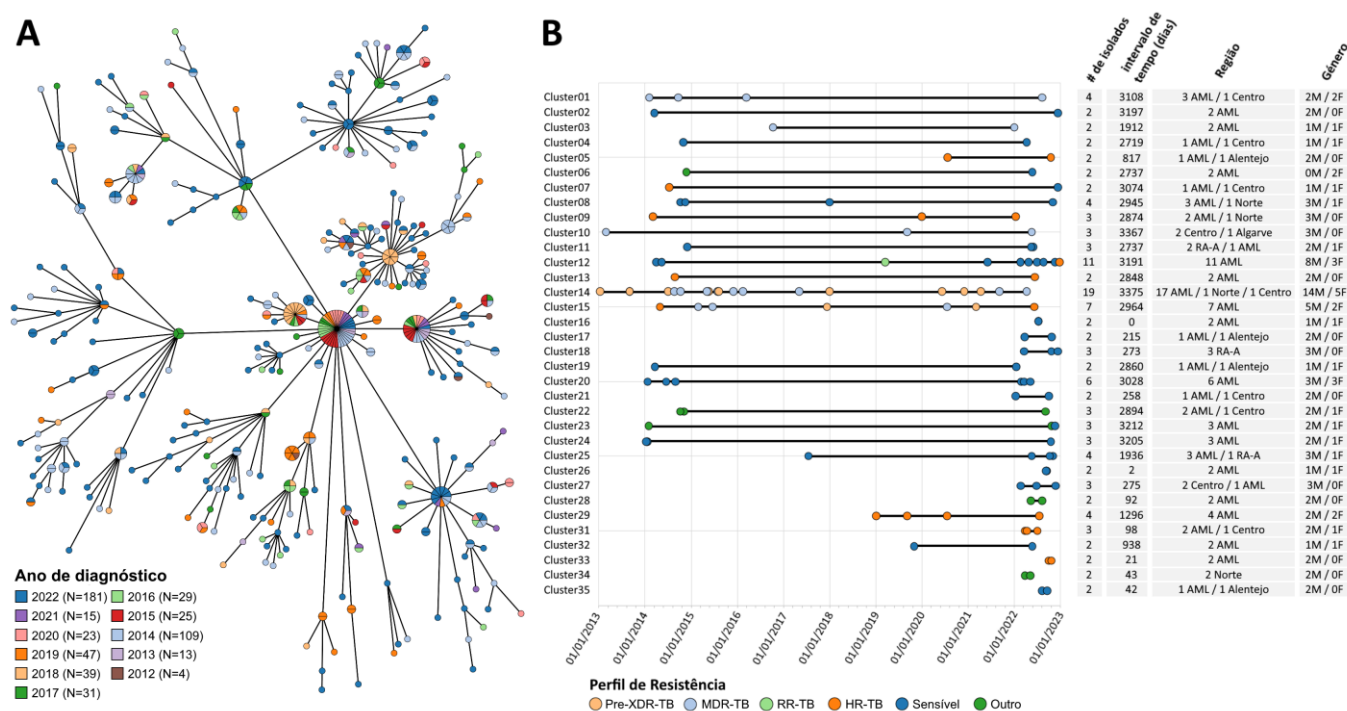 A
Ano de diagnóstico
2022 (N=181)
2021 (N=15)
2020 (N=23)
2019 (N=47)
2018 (N=39)
2017 (N=31)
2016 (N=29)
2015 (N=25)
2014 (N=109)
2013 (N=13)
2012 (N=4)
B
# de isolados
intervalo de tempo (dias)
Região
Género
Cluster01 4 3108 3 AML / 1 Centro 2M / 2F
Cluster02 2 3197 2 AML 2M / 0F
Cluster03 2 1912 2 AML 1M / 1F
Cluster04 2 2719 1 AML / 1 Centro 1M / 1F
Cluster05 2 817 1 AML / 1 Alentejo 2M / 0F
Cluster06 2 2737 2 AML 0M / 2F
Cluster07 2 3074 1 AML / 1 Centro 1M / 1F
Cluster08 4 2945 3 AML / 1 Norte 3M / 1F
Cluster09 3 2874 2 AML / 1 Norte 3M / 0F
Cluster10 3 3367 2 Centro / 1 Algarve 3M / 0F
Cluster11 3 2737 2 RA-A / 1 AML 2M / 1F
Cluster12 11 3191 11 AML 8M / 3F
Cluster13 2 2848 2 AML 2M / 0F
Cluster14 19 3375 17 AML / 1 Norte / 1 Centro 14M / 5F
Cluster15 7 2964 7 AML 5M / 2F
Cluster16 2 0 2 AML 1M / 1F
Cluster17 2 215 1 AML / 1 Alentejo 2M / 0F
Cluster18 3 273 3 RA-A 3M / 0F
Cluster19 2 2860 1 AML / 1 Alentejo 1M / 1F
Cluster20 6 3028 6 AML 3M / 3F
Cluster21 2 258 1 AML / 1 Centro 2M / 0F
Cluster22 3 2894 2 AML / 1 Centro 2M / 1F
Cluster23 3 3212 3 AML 2M / 1F
Cluster24 3 3205 3 AML 2M / 1F
Cluster25 4 1936 3 AML / 1 RA-A 3M / 1F
Cluster26 2 2 2 AML 1M / 1F
Cluster27 3 275 2 Centro / 1 AML 3M / 0F
Cluster28 2 92 2 AML 2M / 0F
Cluster29 4 1296 4 AML 2M / 2F
Cluster31 3 98 2 AML / 1 Centro 2M / 1F
Cluster32 2 938 2 AML 1M / 1F
Cluster33 2 21 2 AML 2M / 0F
Cluster34 2 43 2 Norte 2M / 0F
Cluster35 2 42 1 AML / 1 Alentejo 2M / 0F
01/01/2013
01/01/2014
01/01/2015
01/01/2016
01/01/2017
01/01/2018
01/01/2019
01/01/2020
01/01/2021
01/01/2022
01/01/2023
Perfil de Resistência
Pre-XDR-TB MDR-TB RR-TB HR-TB Sensível Outro